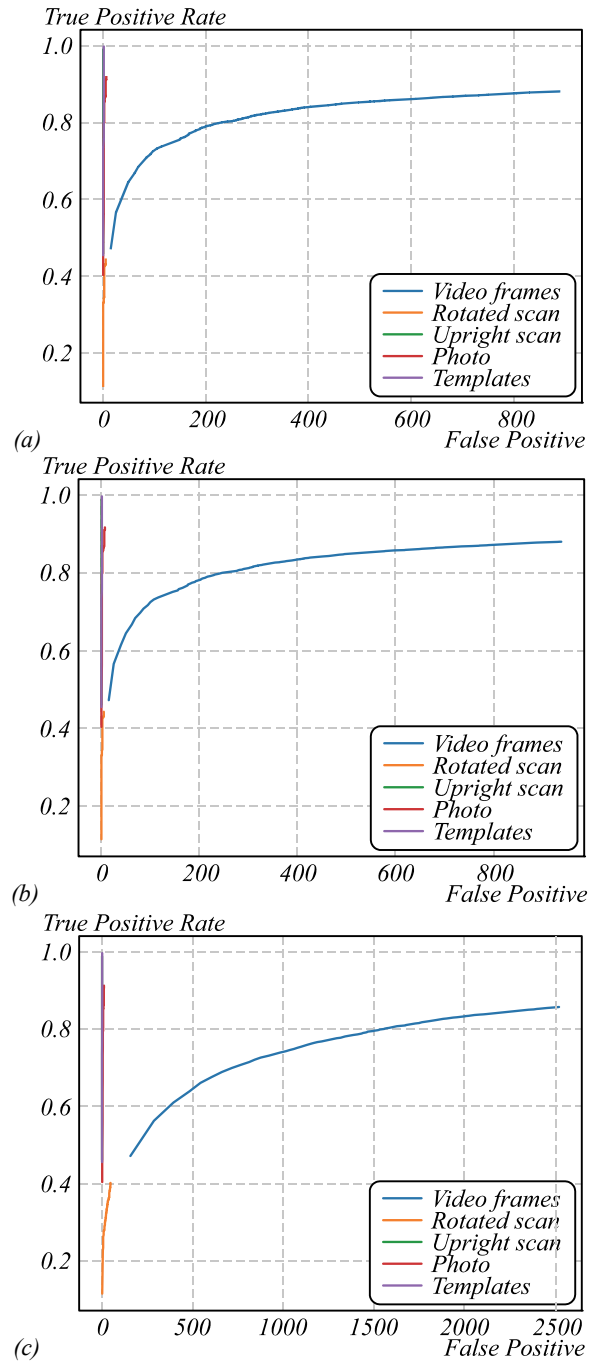 True Positive Rate
1.0
0.8
0.6
0.4
0.2
Video frames
Rotated scan
Upright scan
Photo
Templates
0 200 400 600 800
(a) False Positive
True Positive Rate
1.0
0.8
0.6
0.4
0.2
Video frames
Rotated scan
Upright scan
Photo
Templates
0 200 400 600 800
(b) False Positive
True Positive Rate
1.0
0.8
0.6
0.4
0.2
Video frames
Rotated scan
Upright scan
Photo
Templates
0 500 1000 1500 2000 2500
(c) False Positive